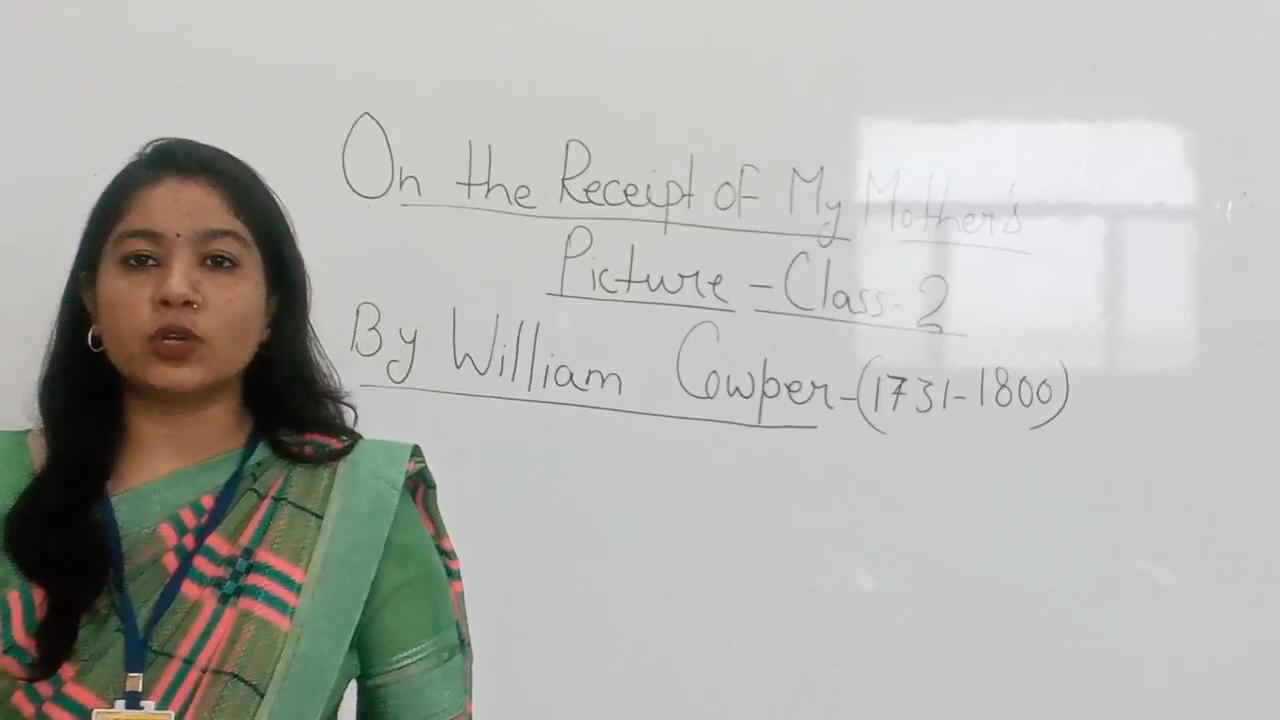 On the Receipt of My Mother's
Picture - Class - 2
By William Cowper - (1731-1800)